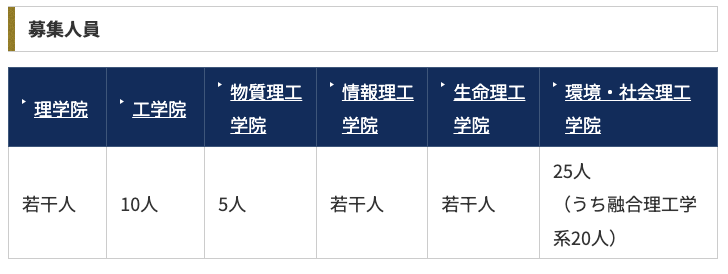 募集人員
理学院
工学院
物質理工
学院
情報理工
学院
生命理工
学院
環境・社会理工
学院
若干人
10人
5人
若干人
若干人
25人
（うち融合理工学
系20人）